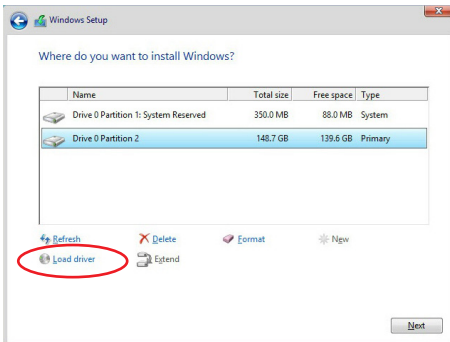 Windows Setup
Where do you want to install Windows?
Name Total size Free space Type
Drive 0 Partition 1: System Reserved 350.0 MB 88.0 MB System
Drive 0 Partition 2 148.7 GB 139.6 GB Primary
Refresh Delete Format New
Load driver Extend
Next